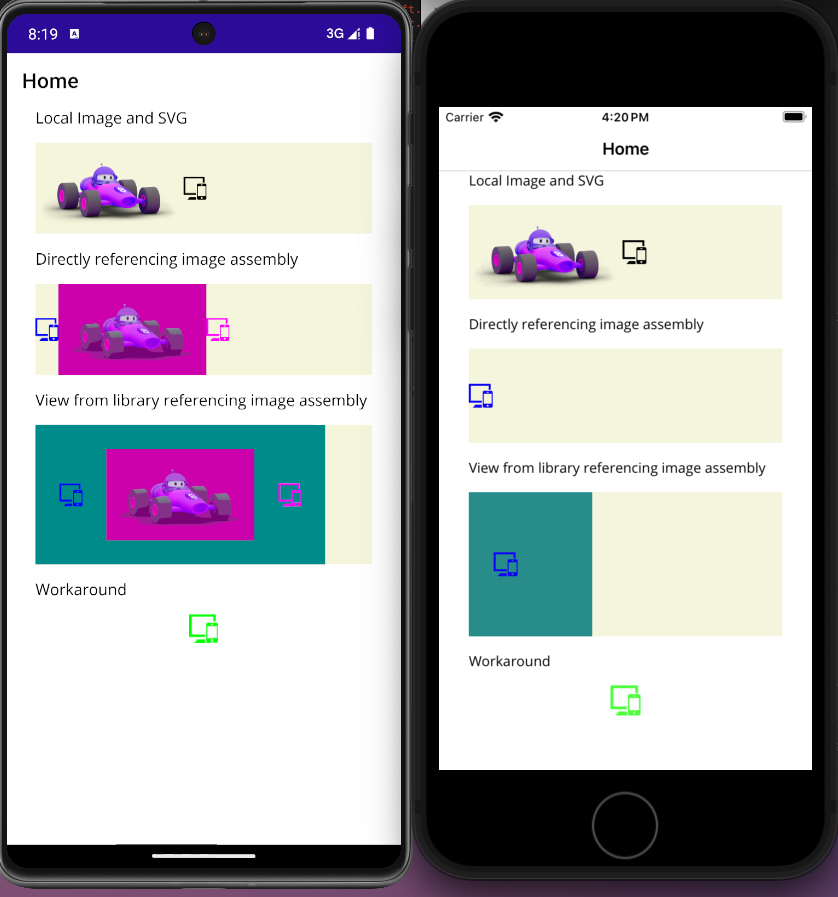 ft.
8:19
A
3G
Home
Local Image and SVG
Directly referencing image assembly
View from library referencing image assembly
Workaround
Carrier
4:20 PM
Home
Local Image and SVG
Directly referencing image assembly
View from library referencing image assembly
Workaround